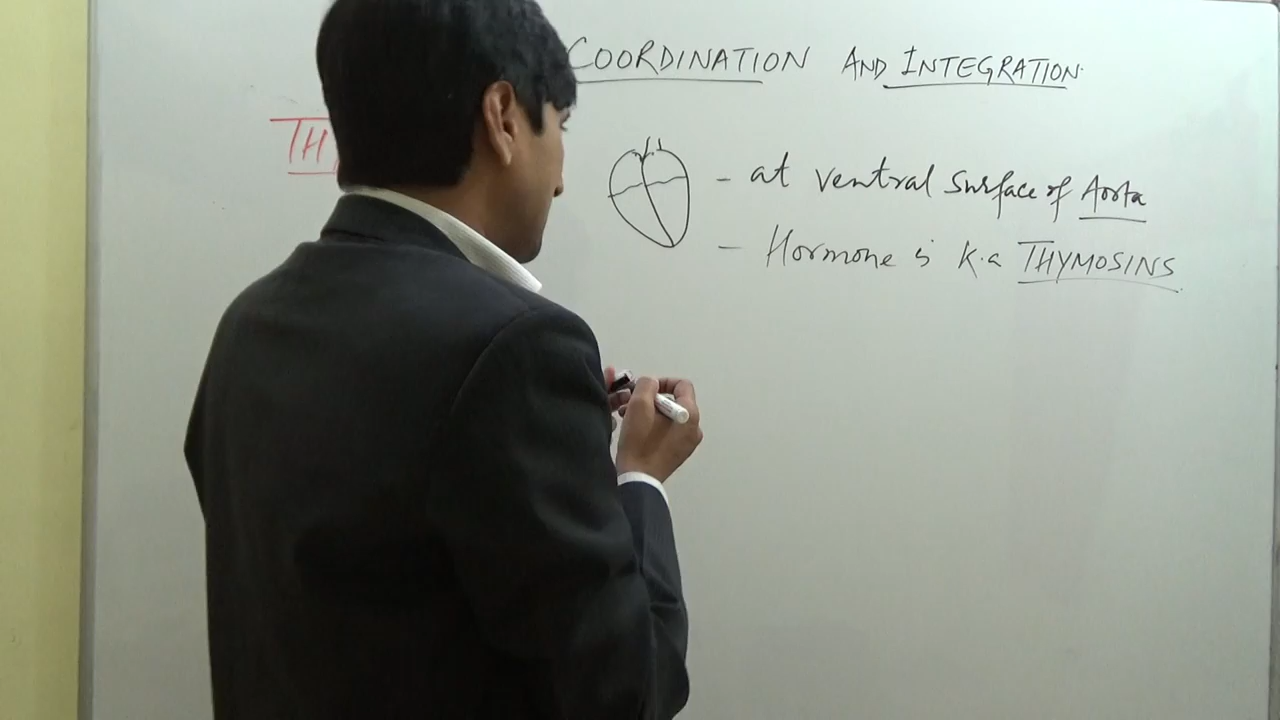 COORDINATION AND INTEGRATION
TH
- at ventral surface of Aorta
- Hormone is k.a THYMOSINS